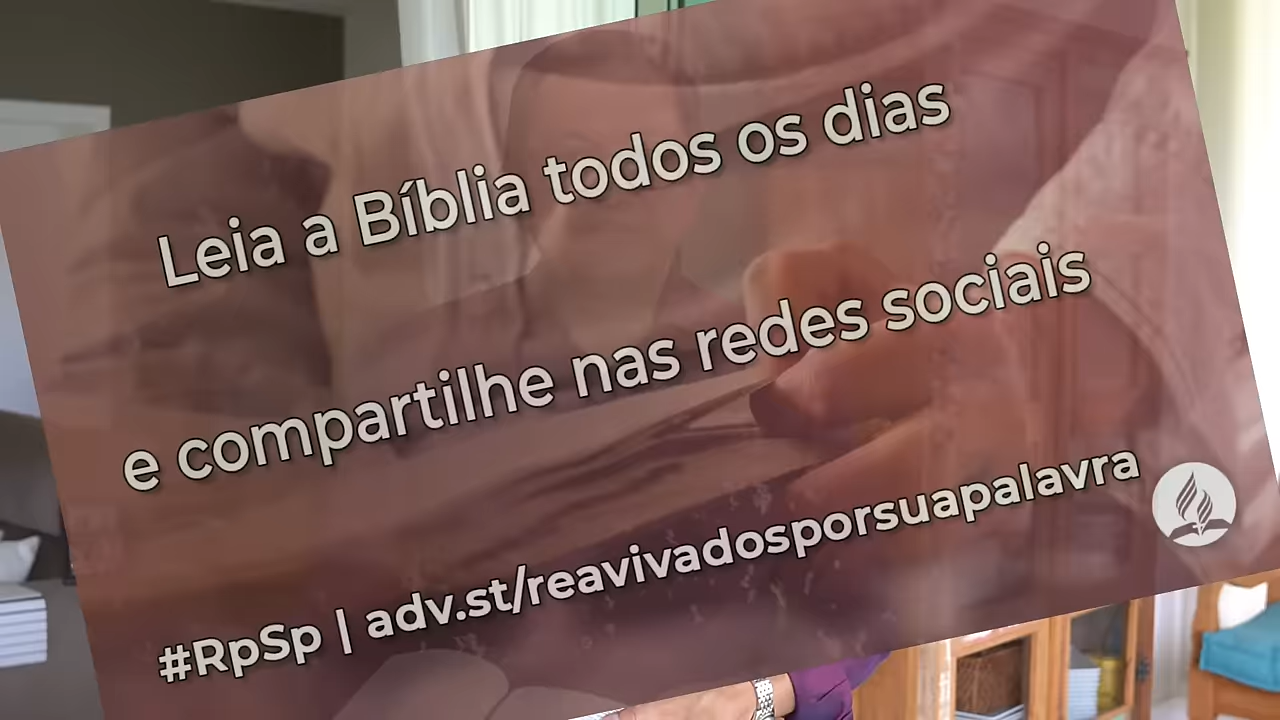 Leia a Bíblia todos os dias
e compartilhe nas redes sociais
#RpSp | adv.st/reavivadosporsuapalavra